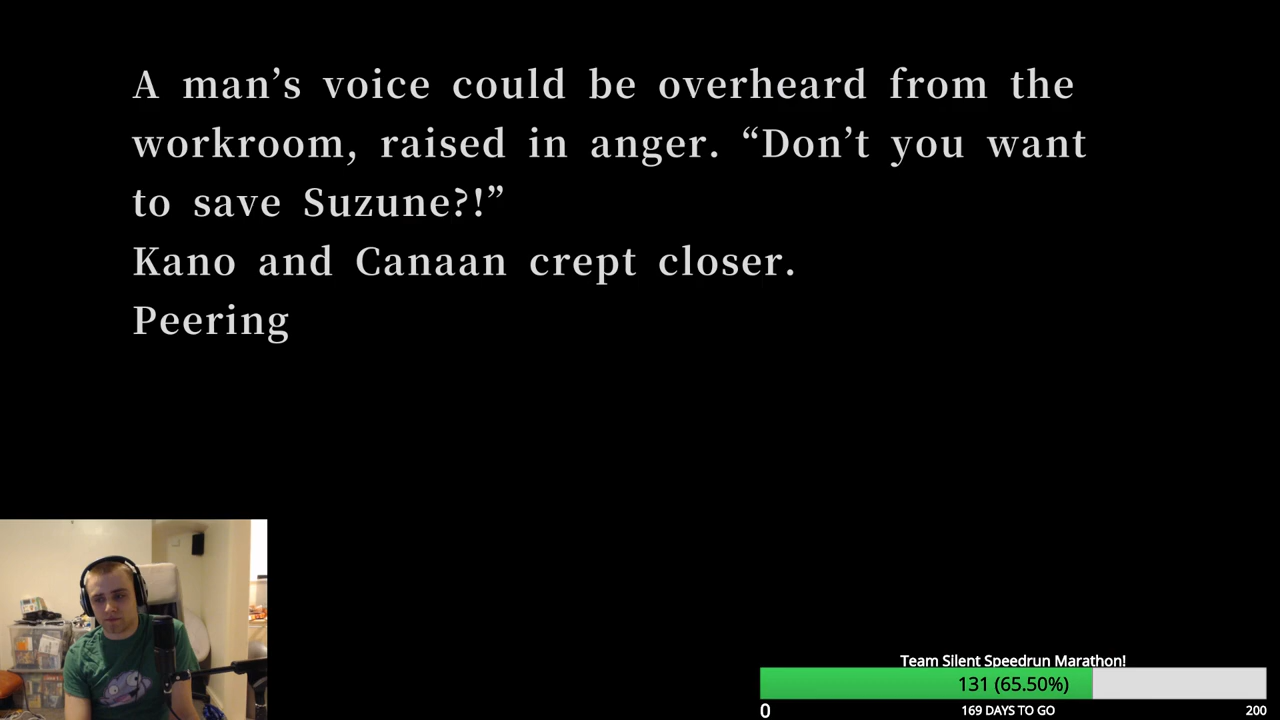 A man’s voice could be overheard from the
workroom, raised in anger. “Don’t you want
to save Suzune?!”
Kano and Canaan crept closer.
Peering
Team Silent Speedrun Marathon!
131 (65.50%)
0
169 DAYS TO GO
200